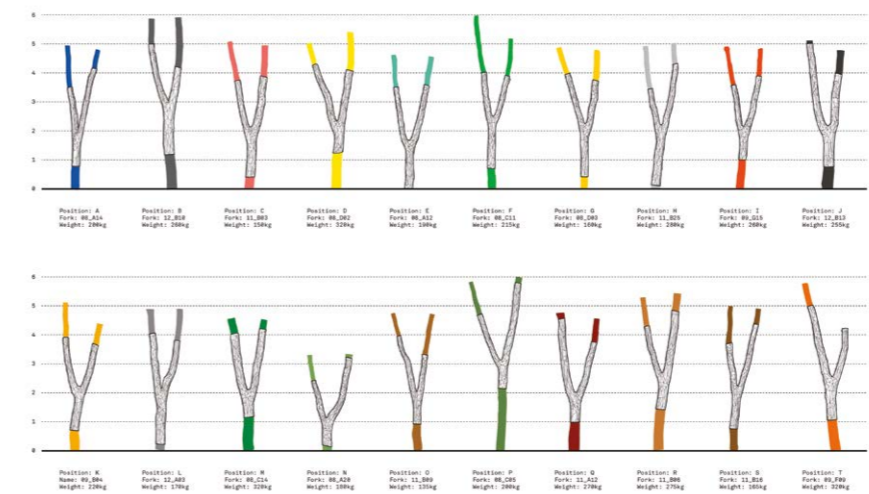 6
5
4
3
2
1
0
Position: A
Fork: 08_A14
Weight: 200kg
Position: B
Fork: 12_B10
Weight: 260kg
Position: C
Fork: 11_B03
Weight: 150kg
Position: D
Fork: 08_D02
Weight: 320kg
Position: E
Fork: 08_A12
Weight: 190kg
Position: F
Fork: 08_C11
Weight: 215kg
Position: G
Fork: 08_D03
Weight: 160kg
Position: H
Fork: 11_B25
Weight: 280kg
Position: I
Fork: 09_G15
Weight: 260kg
Position: J
Fork: 12_B13
Weight: 255kg
6
5
4
3
2
1
0
Position: K
Name: 09_B04
Weight: 220kg
Position: L
Fork: 12_A03
Weight: 170kg
Position: M
Fork: 08_C14
Weight: 320kg
Position: N
Fork: 08_A20
Weight: 180kg
Position: O
Fork: 11_B09
Weight: 135kg
Position: P
Fork: 08_C05
Weight: 200kg
Position: Q
Fork: 11_A12
Weight: 270kg
Position: R
Fork: 11_B06
Weight: 275kg
Position: S
Fork: 11_B16
Weight: 165kg
Position: T
Fork: 09_F09
Weight: 320kg